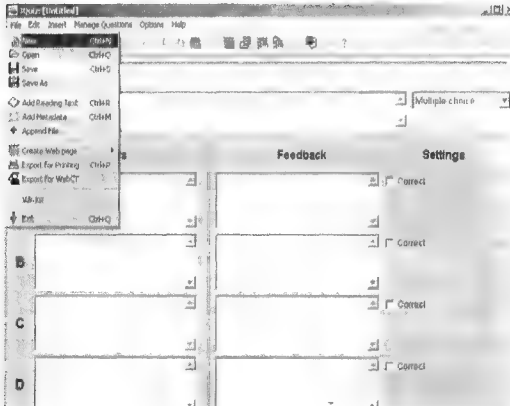 JQuiz: [Untitled]
File Edit Insert Manage Questions Options Help
New Ctrl+N
Open Ctrl+O
Save Ctrl+S
Save As
Add Reading Text Ctrl+R
Add Metadata Ctrl+M
Append File
Create Web page
Export for Printing Ctrl+P
Export for WebCT
Exit Ctrl+Q
?
Multiple-choice
Feedback Settings
Correct
B
Correct
C
Correct
D
Correct